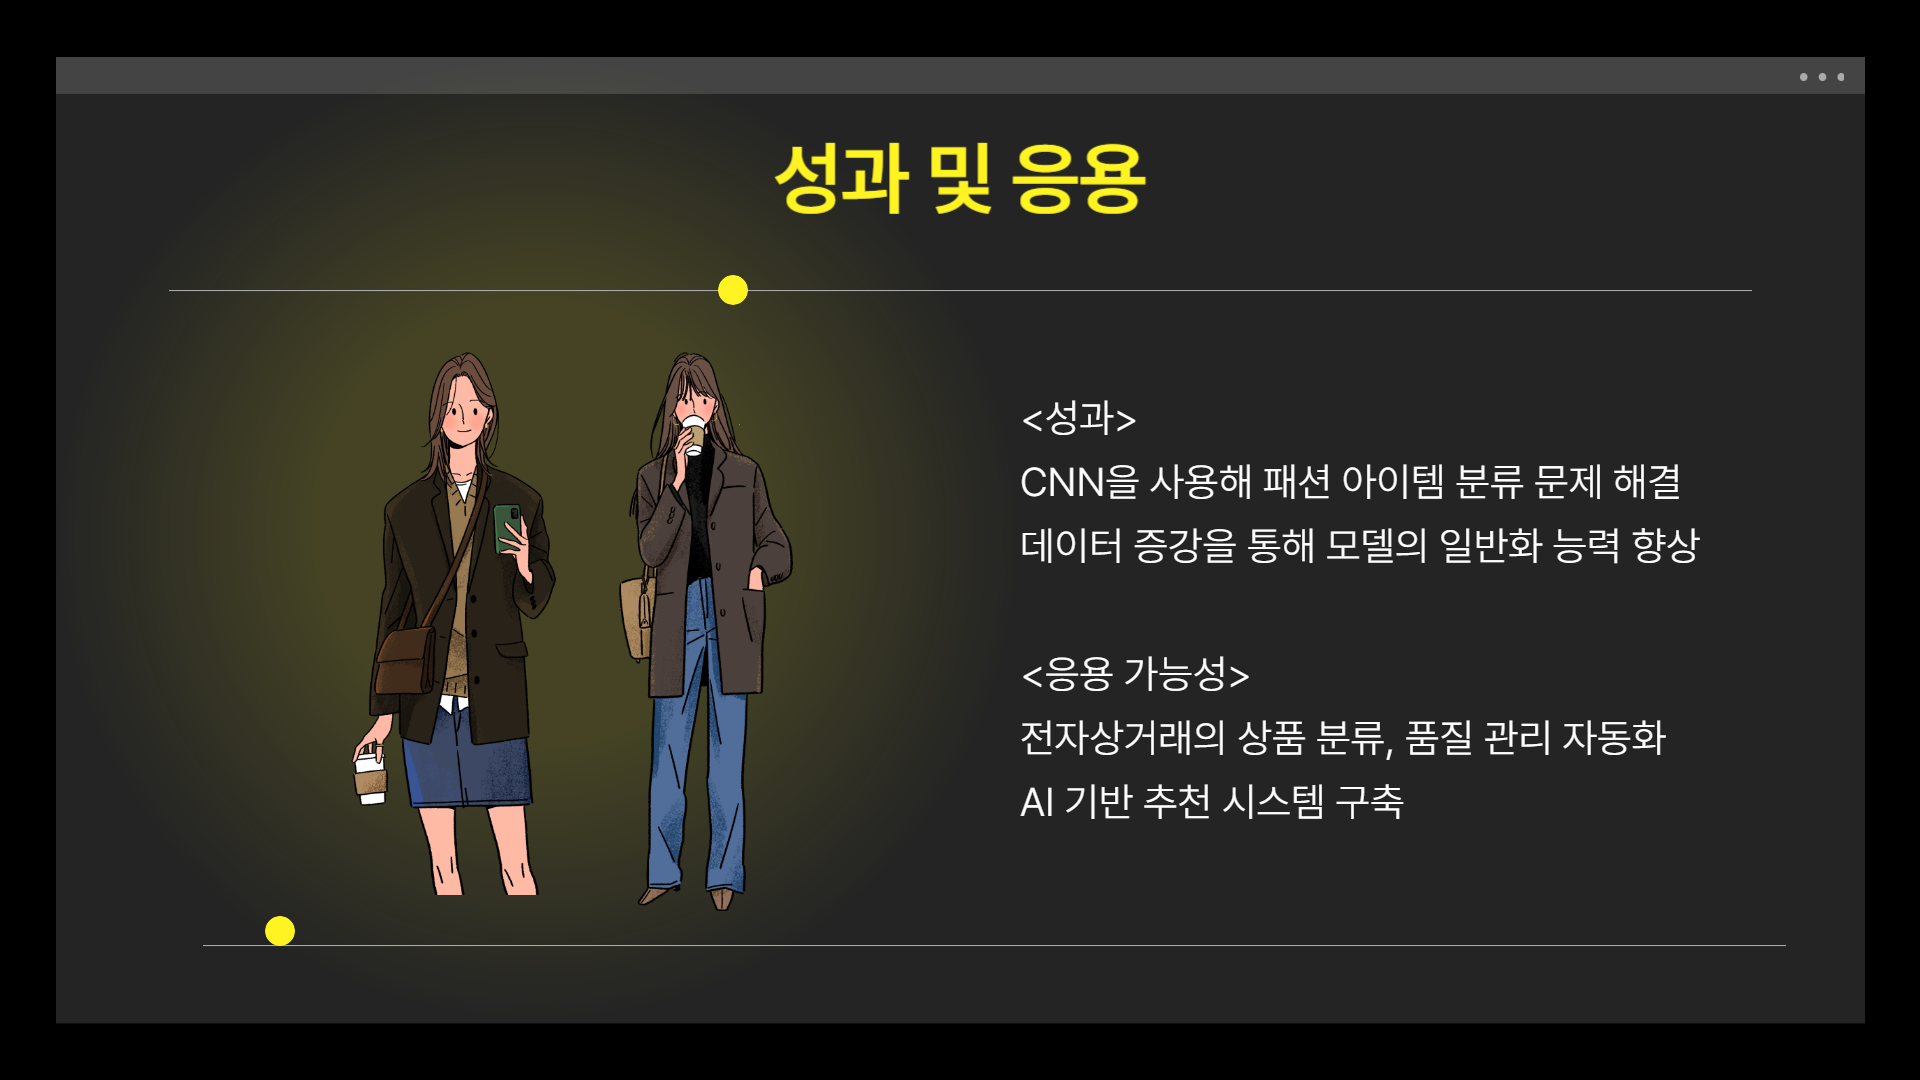 성과 및 응용
<성과>
CNN을 사용해 패션 아이템 분류 문제 해결
데이터 증강을 통해 모델의 일반화 능력 향상
<응용 가능성>
전자상거래의 상품 분류, 품질 관리 자동화
AI 기반 추천 시스템 구축